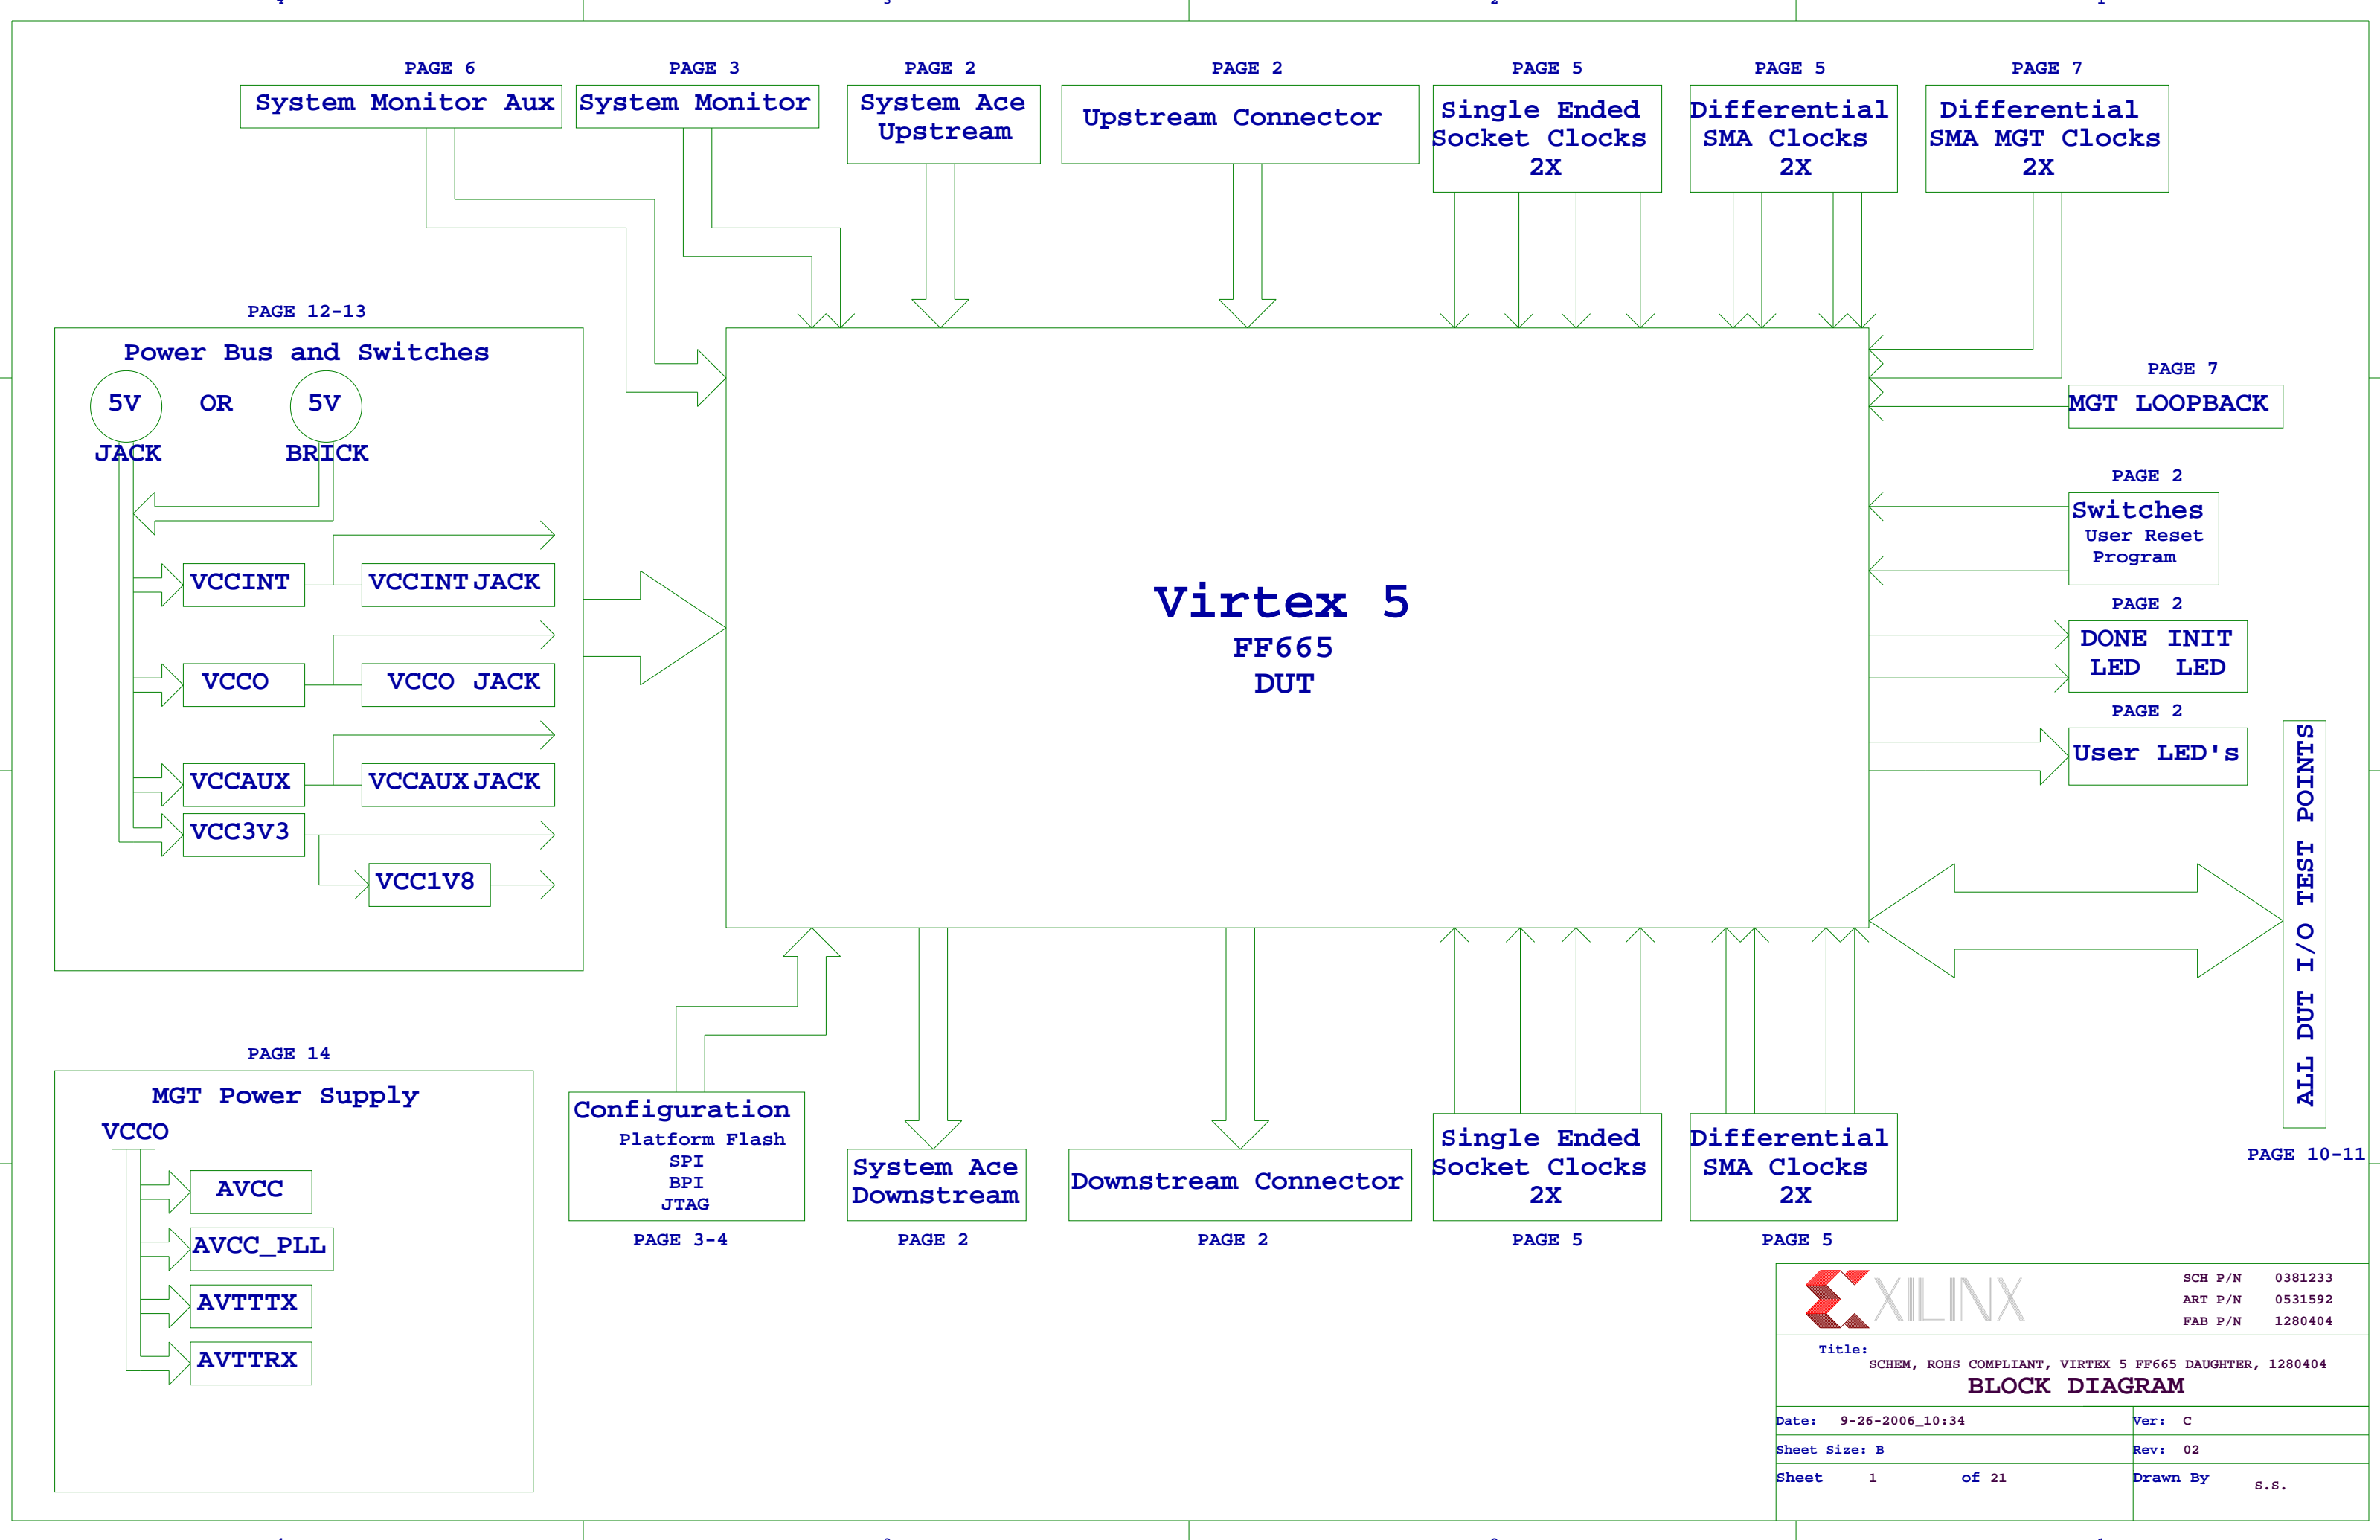 4 3 2 1
PAGE 6
System Monitor Aux
PAGE 3
System Monitor
PAGE 2
System Ace
Upstream
PAGE 2
Upstream Connector
PAGE 5
Single Ended
Socket Clocks
2X
PAGE 5
Differential
SMA Clocks
2X
PAGE 7
Differential
SMA MGT Clocks
2X
PAGE 12-13
Power Bus and Switches
5V OR 5V
JACK BRICK
VCCINT VCCINT JACK
VCCO VCCO JACK
VCCAUX VCCAUX JACK
VCC3V3
VCC1V8
Virtex 5
FF665
DUT
PAGE 7
MGT LOOPBACK
PAGE 2
Switches
User Reset
Program
PAGE 2
DONE INIT
LED LED
PAGE 2
User LED's
ALL DUT I/O TEST POINTS
PAGE 10-11
PAGE 14
MGT Power Supply
VCCO
AVCC
AVCC_PLL
AVTTTX
AVTTRX
Configuration
Platform Flash
SPI
BPI
JTAG
PAGE 3-4
System Ace
Downstream
PAGE 2
Downstream Connector
PAGE 2
Single Ended
Socket Clocks
2X
PAGE 5
Differential
SMA Clocks
2X
PAGE 5
XILINX
SCH P/N 0381233
ART P/N 0531592
FAB P/N 1280404
Title:
SCHEM, ROHS COMPLIANT, VIRTEX 5 FF665 DAUGHTER, 1280404
BLOCK DIAGRAM
Date: 9-26-2006_10:34 Ver: C
Sheet Size: B Rev: 02
Sheet 1 of 21 Drawn By S.S.